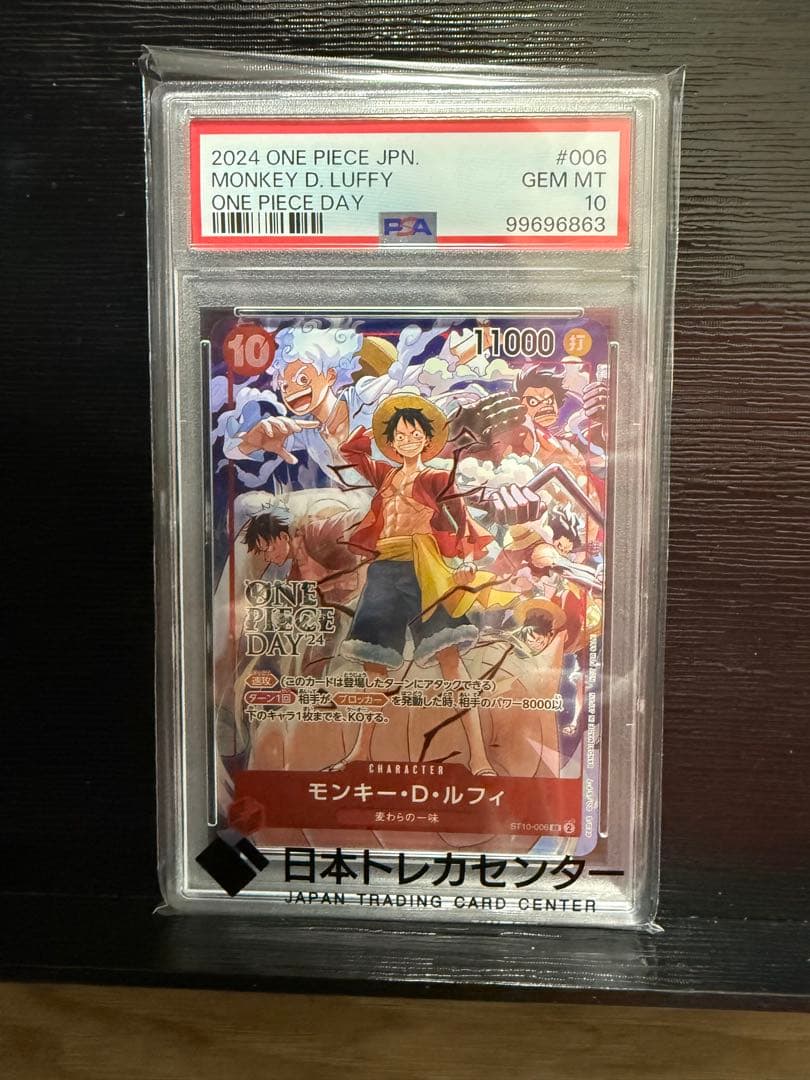 2024 ONE PIECE JPN. #006
MONKEY D. LUFFY GEM MT
ONE PIECE DAY 10
PSA 99696863
10 11000 打
ONE
PIECE
DAY'24
速攻 (このカードは登場したターンにアタックできる)
ターン1回 相手が ブロッカー を発動した時、相手のパワー8000以
下のキャラ1枚までを、KOする。
CHARACTER
モンキー・D・ルフィ
麦わらの一味
ST10-006 2
日本トレカセンター
JAPAN TRADING CARD CENTER